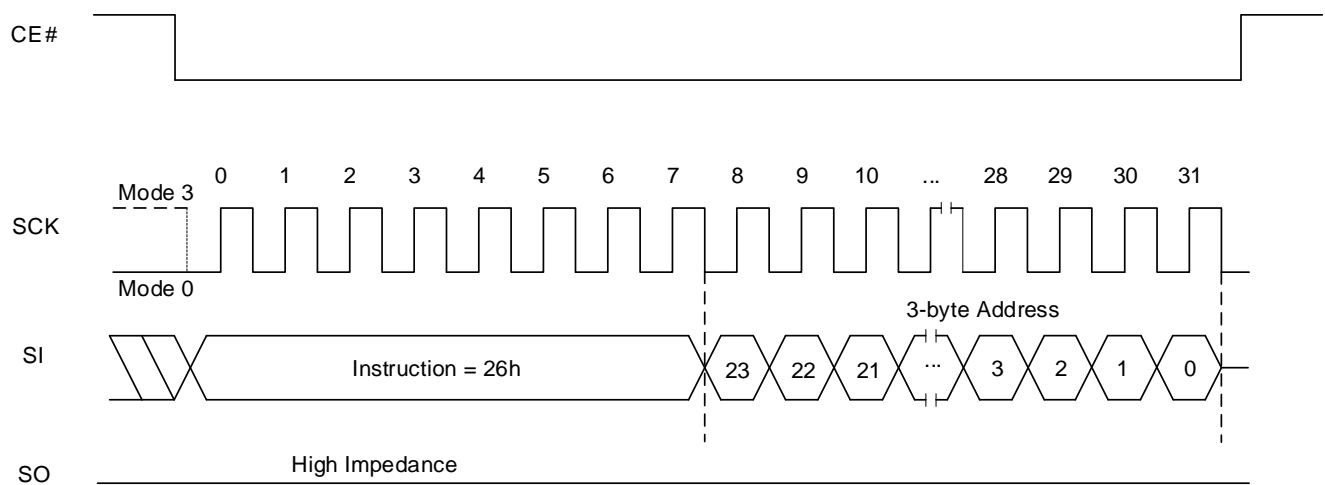 CE#
0 1 2 3 4 5 6 7 8 9 10 ... 28 29 30 31
Mode 3
SCK
Mode 0
3-byte Address
SI
Instruction = 26h 23 22 21 ... 3 2 1 0
High Impedance
SO